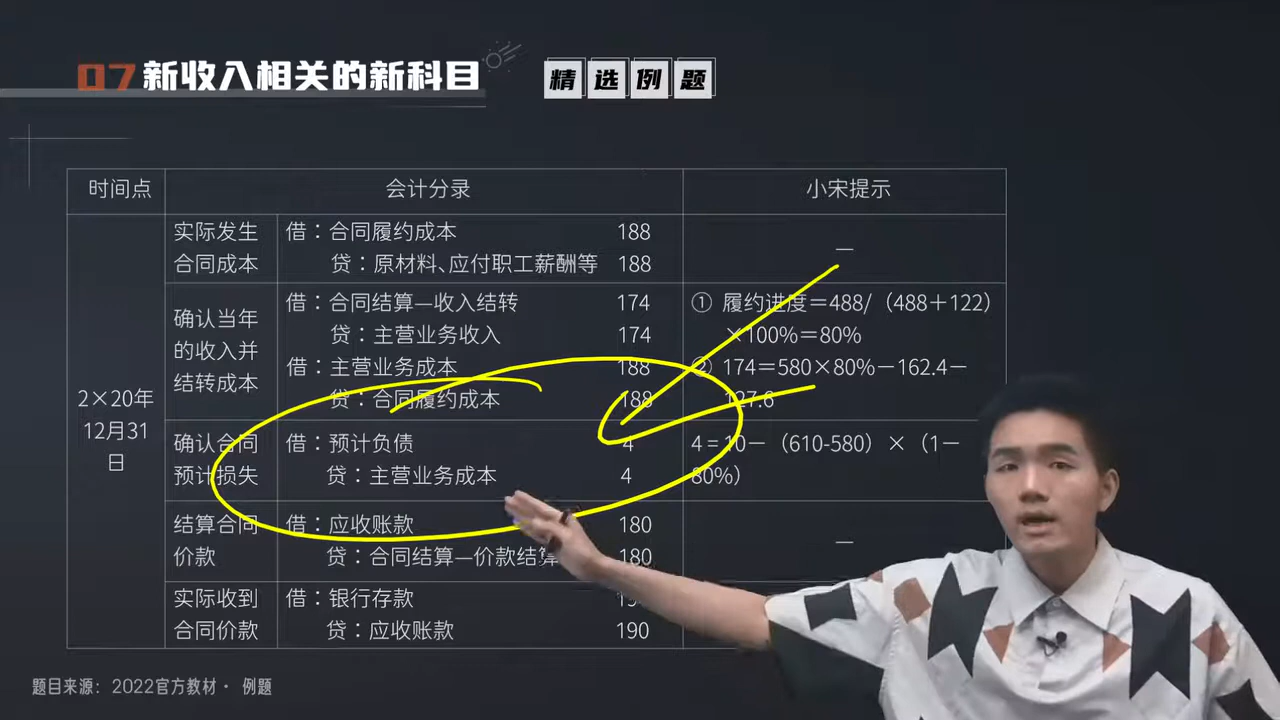 07 新收入相关的新科目
精选例题
时间点 会计分录 小宋提示
2×20年
12月31
日
实际发生
合同成本
借：合同履约成本 188
贷：原材料、应付职工薪酬等 188
—
确认当年
的收入并
结转成本
借：合同结算—收入结转 174
贷：主营业务收入 174
借：主营业务成本 188
贷：合同履约成本 188
① 履约进度＝488/（488＋122）
×100%＝80%
② 174＝580×80%－162.4－
127.6
确认合同
预计损失
借：预计负债 4
贷：主营业务成本 4
4＝10－（610-580）×（1－
80%）
结算合同
价款
借：应收账款 180
贷：合同结算—价款结算 180
—
实际收到
合同价款
借：银行存款
贷：应收账款 190
题目来源：2022官方教材· 例题